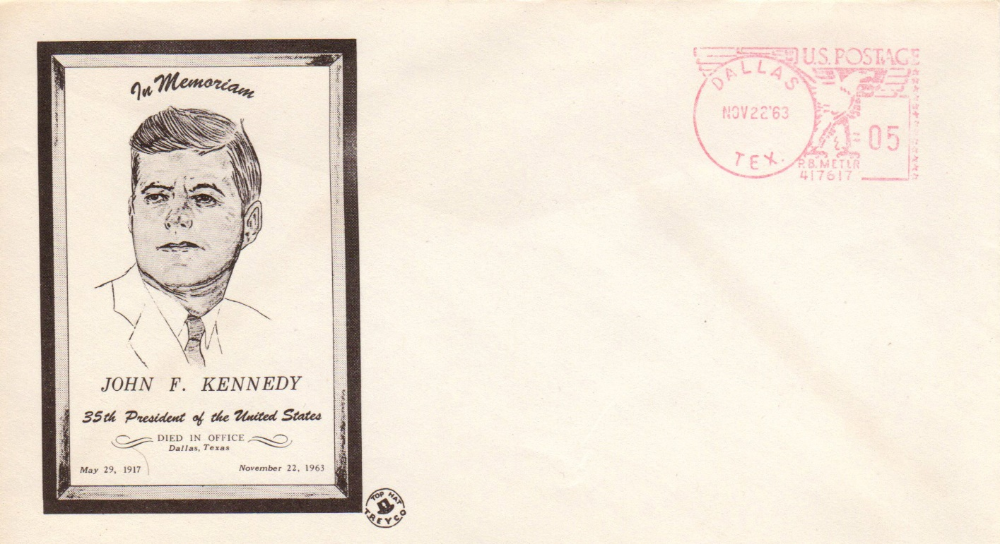 In Memoriam
JOHN F. KENNEDY
35th President of the United States
DIED IN OFFICE
Dallas, Texas
May 29, 1917
November 22, 1963
TOP HAT
TREYCO
U.S. POSTAGE
DALLAS
NOV 22 '63
TEX.
05
P.B. METER
417617